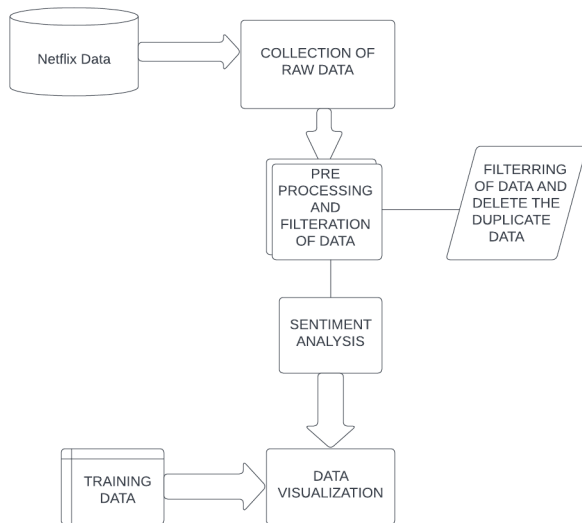 Netflix Data
COLLECTION OF
RAW DATA
PRE
PROCESSING
AND
FILTERATION
OF DATA
FILTERRING
OF DATA AND
DELETE THE
DUPLICATE
DATA
SENTIMENT
ANALYSIS
TRAINING
DATA
DATA
VISUALIZATION